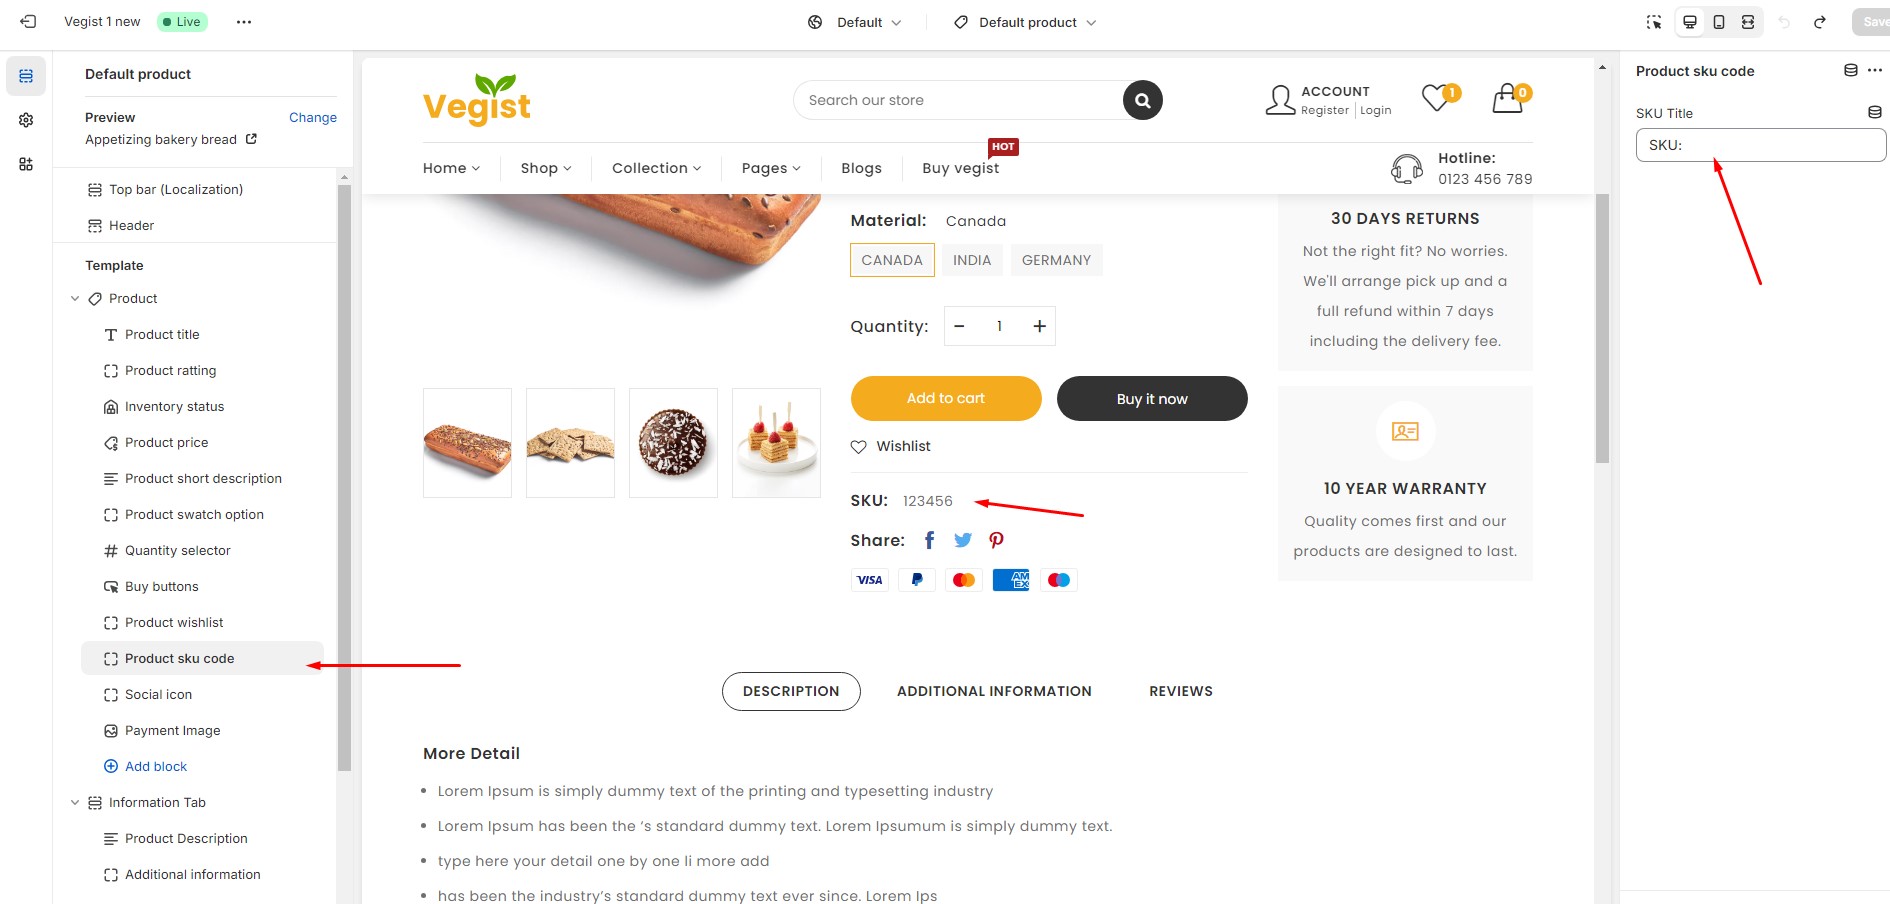 Vegist 1 new
Live
Default
Default product
Save
Default product
Preview
Change
Appetizing bakery bread
Top bar (Localization)
Header
Template
Product
Product title
Product ratting
Inventory status
Product price
Product short description
Product swatch option
Quantity selector
Buy buttons
Product wishlist
Product sku code
Social icon
Payment Image
Add block
Information Tab
Product Description
Additional information
Vegist
Search our store
ACCOUNT
Register | Login
1
0
Home
Shop
Collection
Pages
Blogs
Buy vegist
HOT
Hotline:
0123 456 789
Material: Canada
CANADA
INDIA
GERMANY
Quantity:
− 1 +
Add to cart
Buy it now
Wishlist
SKU: 123456
Share:
VISA
AM
EX
30 DAYS RETURNS
Not the right fit? No worries.
We'll arrange pick up and a
full refund within 7 days
including the delivery fee.
10 YEAR WARRANTY
Quality comes first and our
products are designed to last.
DESCRIPTION
ADDITIONAL INFORMATION
REVIEWS
More Detail
Lorem Ipsum is simply dummy text of the printing and typesetting industry
Lorem Ipsum has been the ‘s standard dummy text. Lorem Ipsumum is simply dummy text.
type here your detail one by one li more add
has been the industry’s standard dummy text ever since. Lorem Ips
Product sku code
SKU Title
SKU: